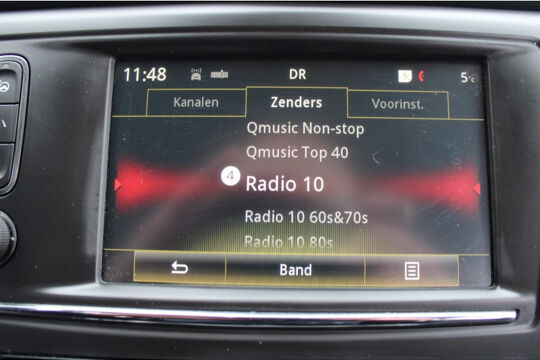 11:48 DR 5°C
Kanalen Zenders Voorinst.
Qmusic Non-stop
Qmusic Top 40
4 Radio 10
Radio 10 60s&70s
Radio 10 80s
Band